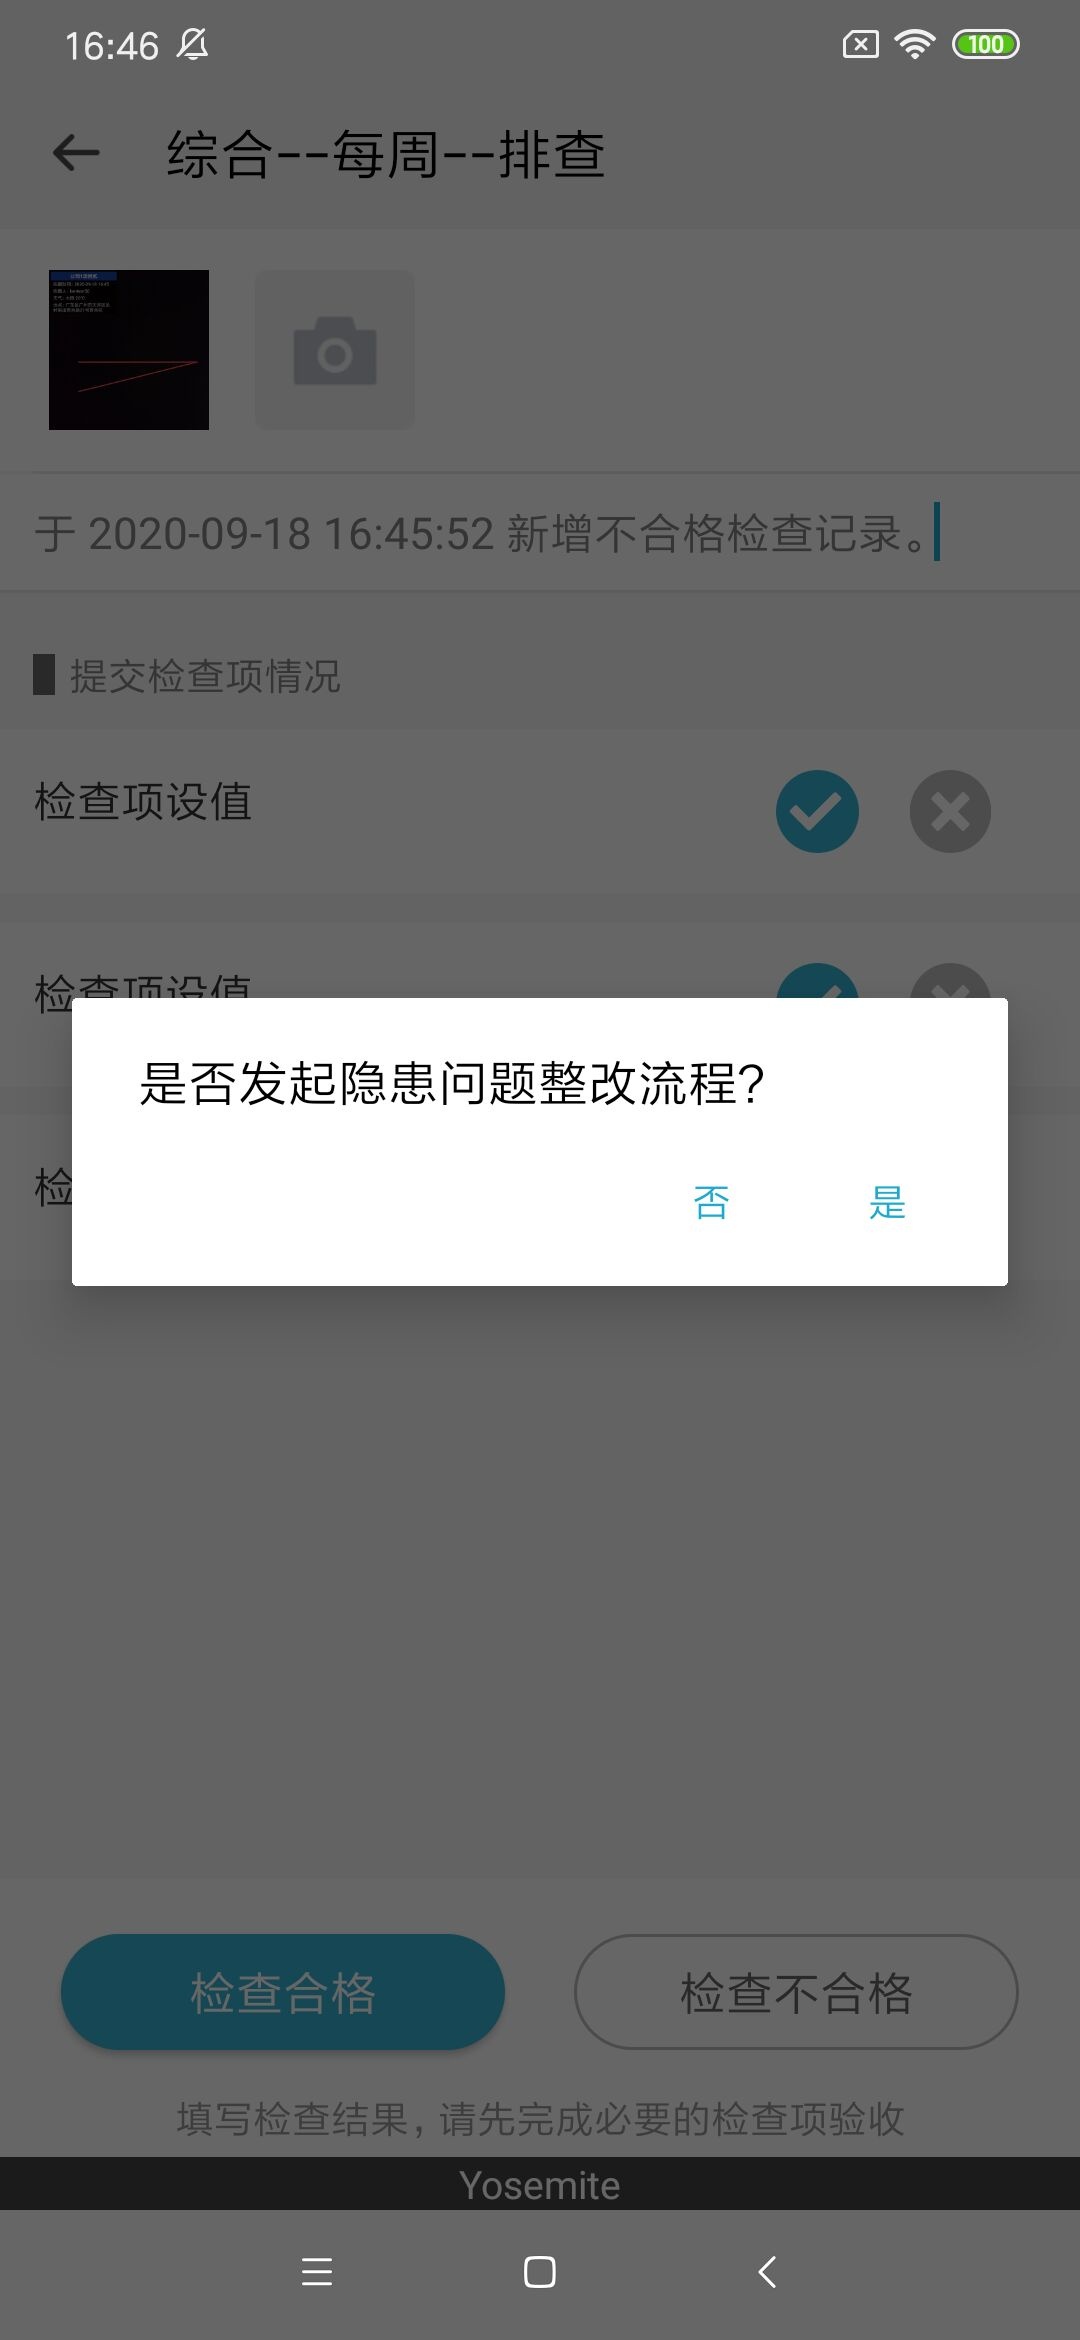 16:46
100
综合--每周--排查
于 2020-09-18 16:45:52 新增不合格检查记录。
提交检查项情况
检查项设值
检查项设值
是否发起隐患问题整改流程?
否 是
检
检查合格 检查不合格
填写检查结果，请先完成必要的检查项验收
Yosemite